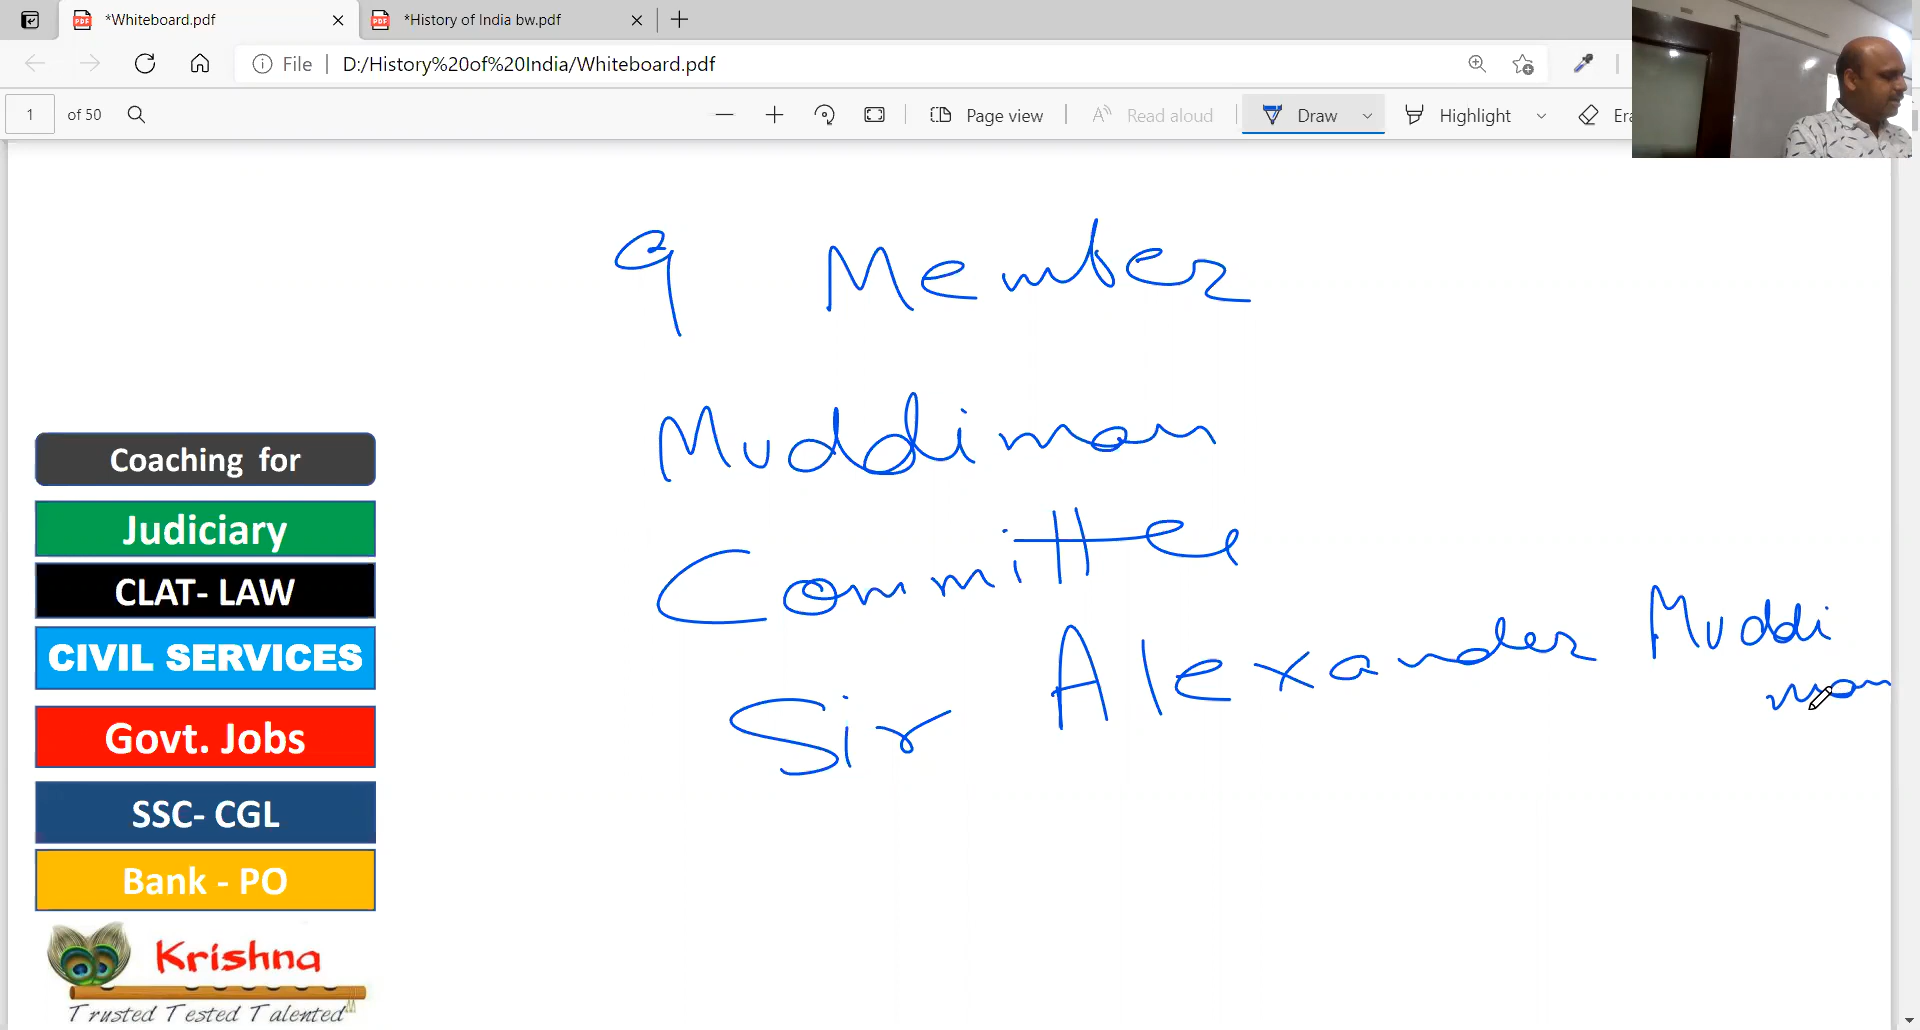 *Whiteboard.pdf
*History of India bw.pdf
File D:/History%20of%20India/Whiteboard.pdf
1 of 50 Page view Read aloud Draw Highlight Era
9 Member
Muddiman
Committee
Sir Alexander Muddi
man
Coaching for
Judiciary
CLAT- LAW
CIVIL SERVICES
Govt. Jobs
SSC- CGL
Bank - PO
Krishna
Trusted Tested Talented